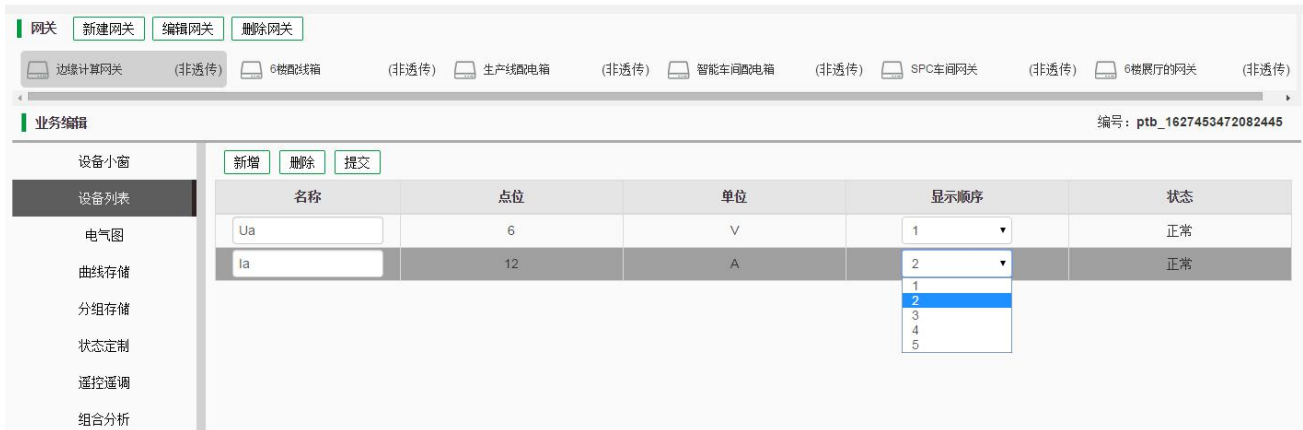 网关 新建网关 编辑网关 删除网关
边缘计算网关 (非透传) 6楼配线箱 (非透传) 生产线配电箱 (非透传) 智能车间配电箱 (非透传) SPC车间网关 (非透传) 6楼展厅的网关 (非透传)
业务编辑 编号：ptb_1627453472082445
设备小窗 新增 删除 提交
设备列表 名称 点位 单位 显示顺序 状态
电气图 Ua 6 V 1 正常
曲线存储 Ia 12 A 2 正常
1
2
3
4
5
分组存储
状态定制
遥控遥调
组合分析